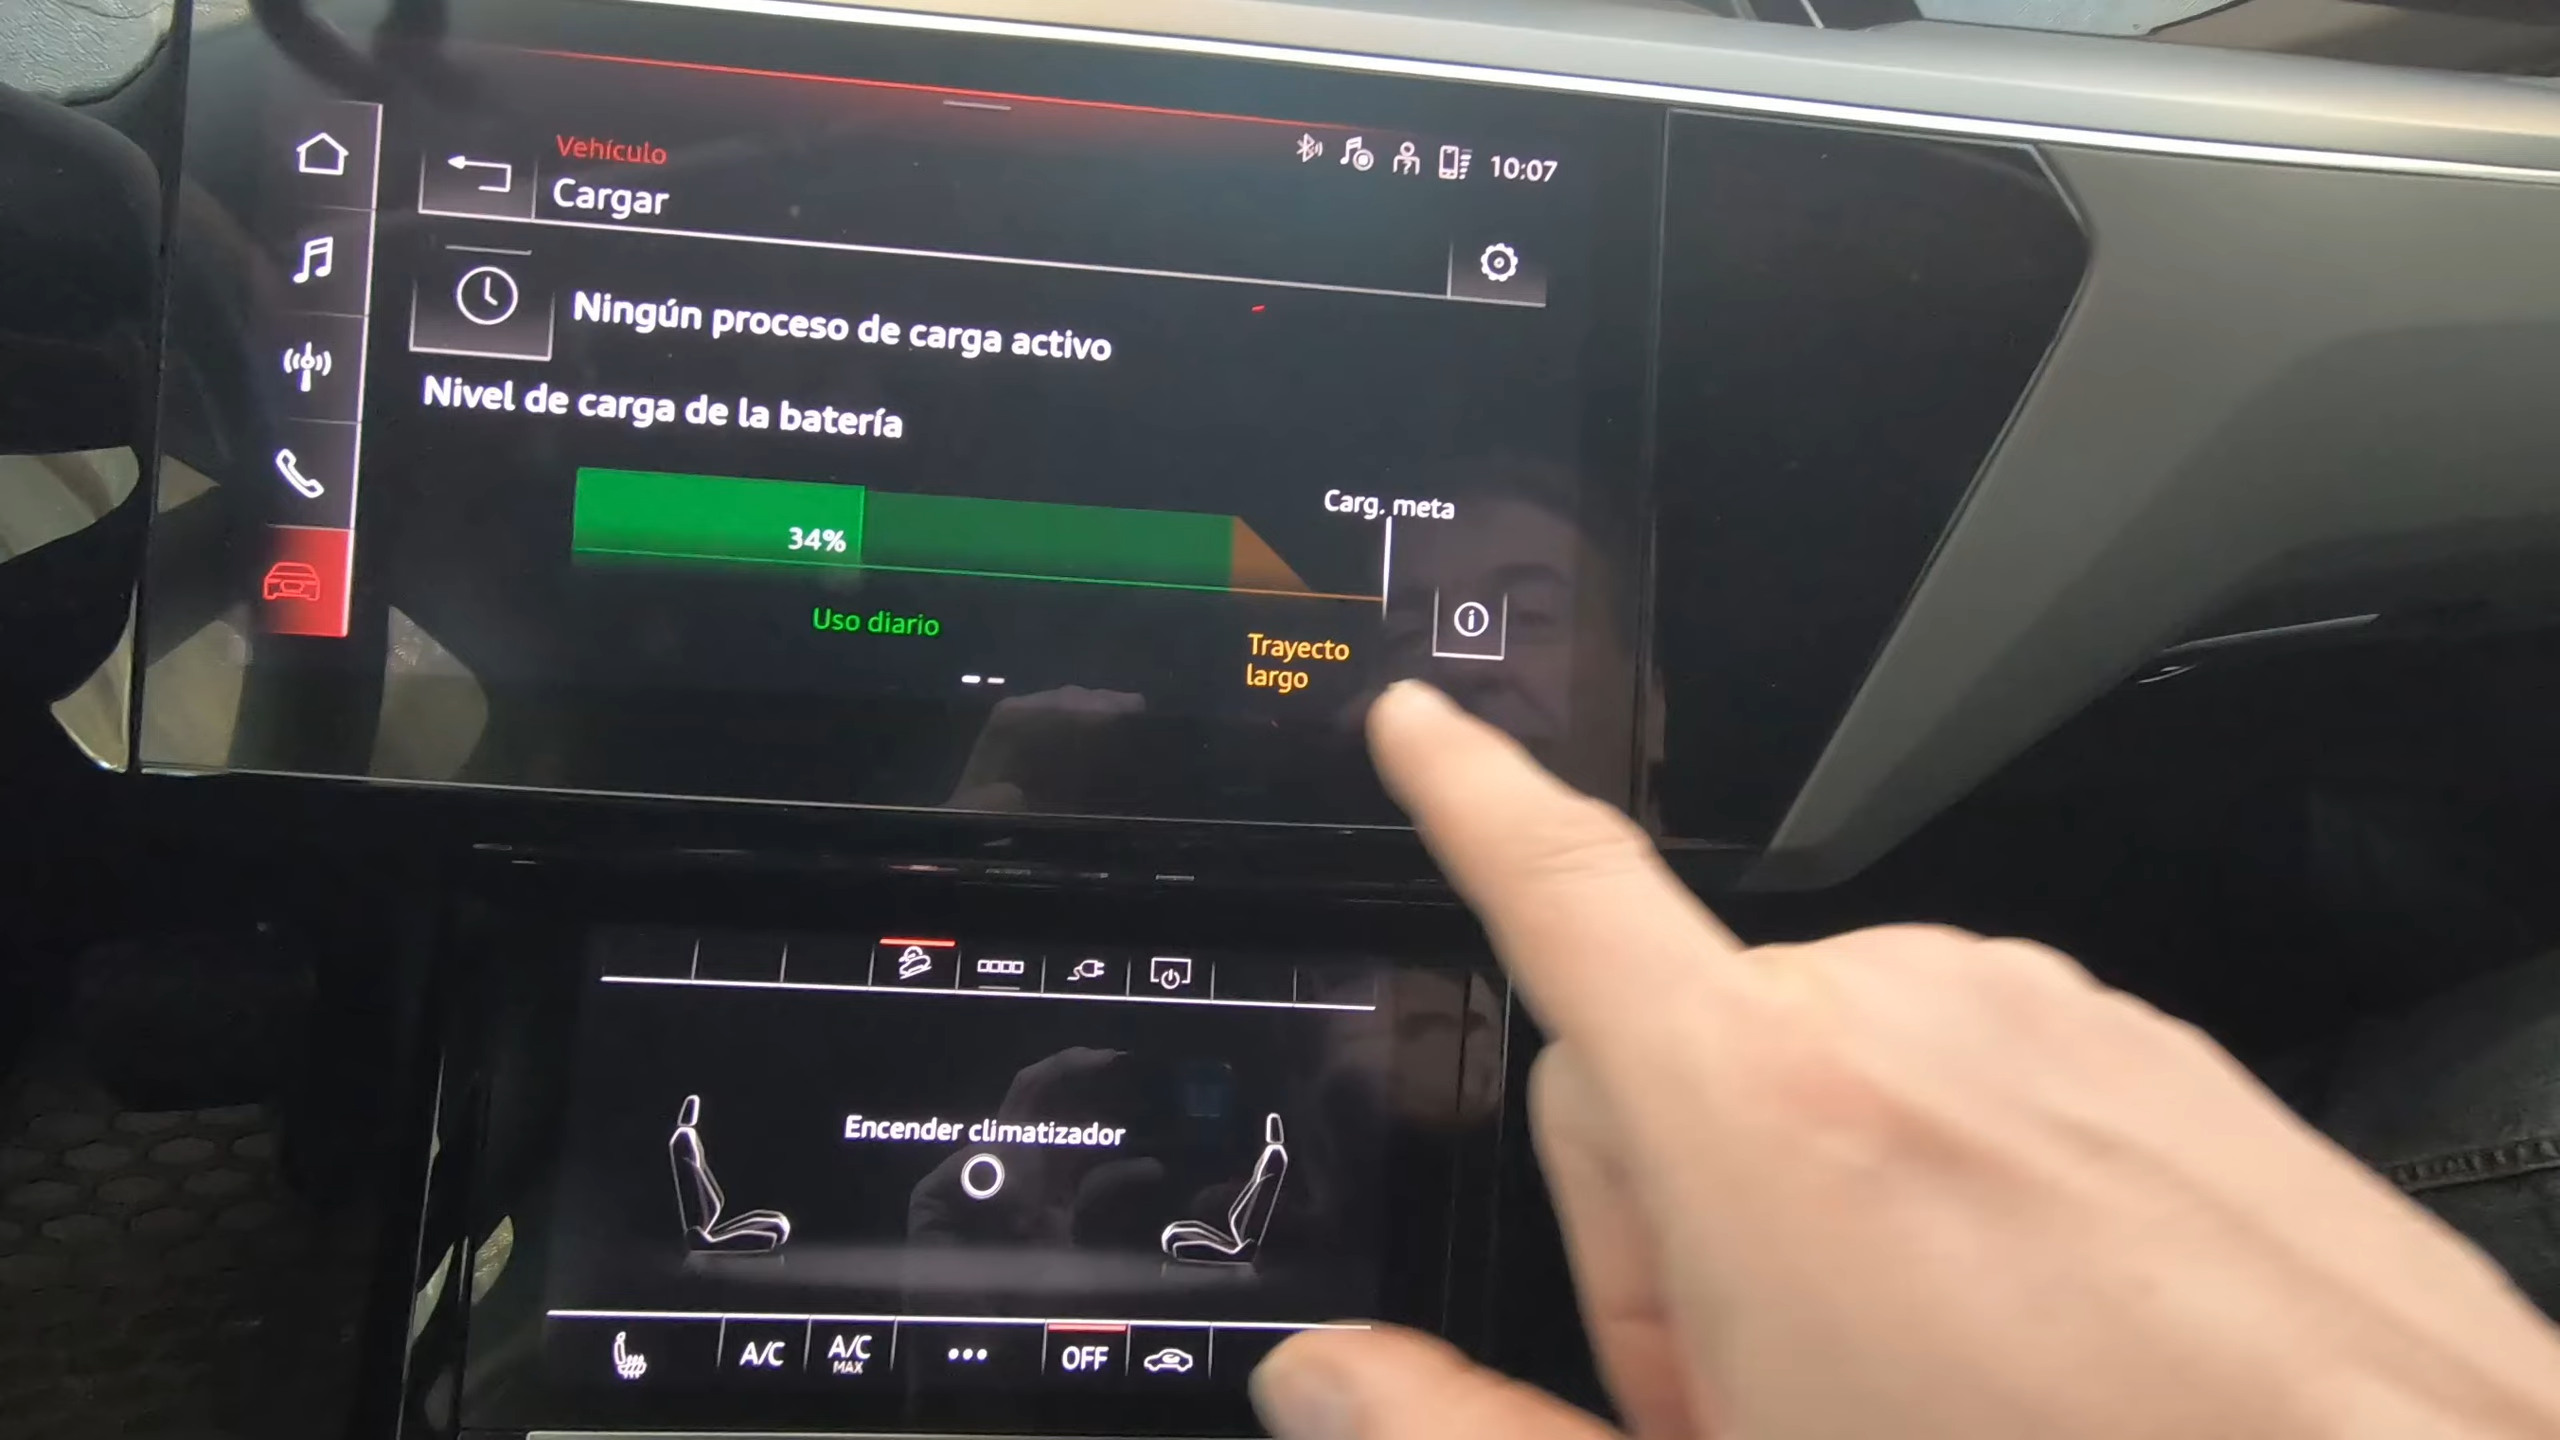 Vehículo
Cargar
10:07
Ningún proceso de carga activo
Nivel de carga de la batería
34%
Carg. meta
Uso diario
Trayecto
largo
Encender climatizador
A/C
A/C
MAX
OFF